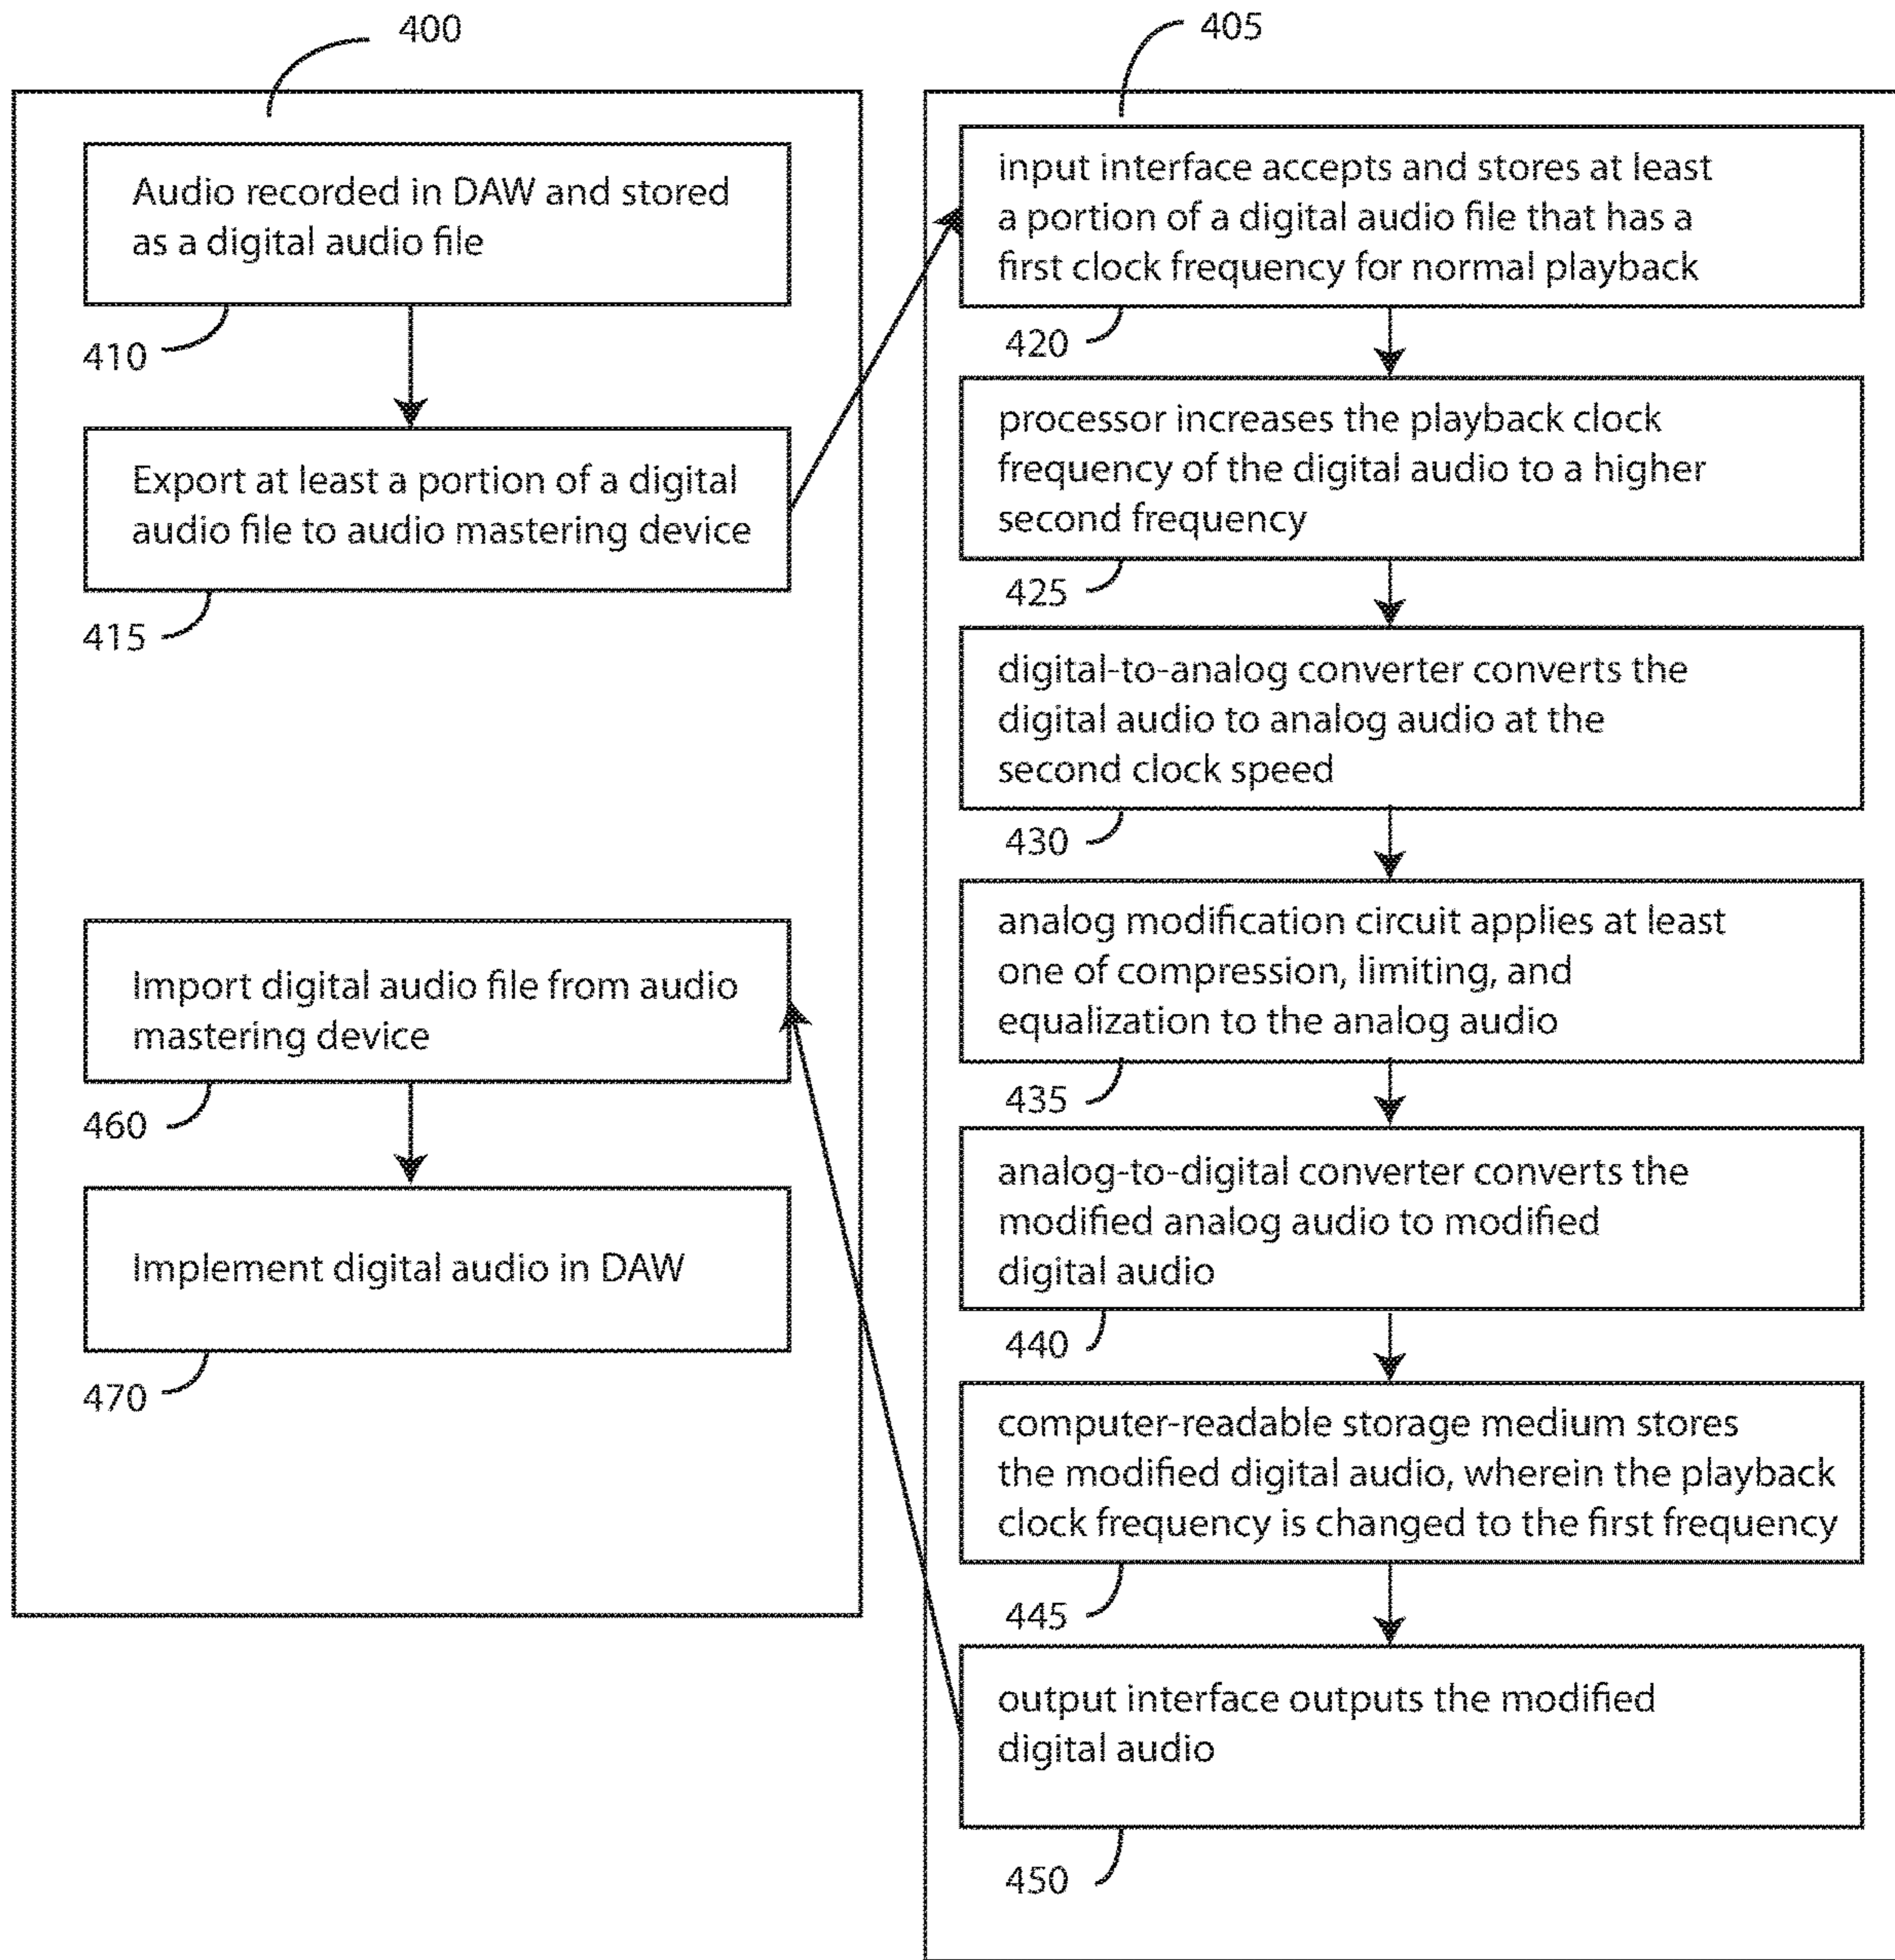 400
Audio recorded in DAW and stored
as a digital audio file
410
Export at least a portion of a digital
audio file to audio mastering device
415
Import digital audio file from audio
mastering device
460
Implement digital audio in DAW
470
405
input interface accepts and stores at least
a portion of a digital audio file that has a
first clock frequency for normal playback
420
processor increases the playback clock
frequency of the digital audio to a higher
second frequency
425
digital-to-analog converter converts the
digital audio to analog audio at the
second clock speed
430
analog modification circuit applies at least
one of compression, limiting, and
equalization to the analog audio
435
analog-to-digital converter converts the
modified analog audio to modified
digital audio
440
computer-readable storage medium stores
the modified digital audio, wherein the playback
clock frequency is changed to the first frequency
445
output interface outputs the modified
digital audio
450